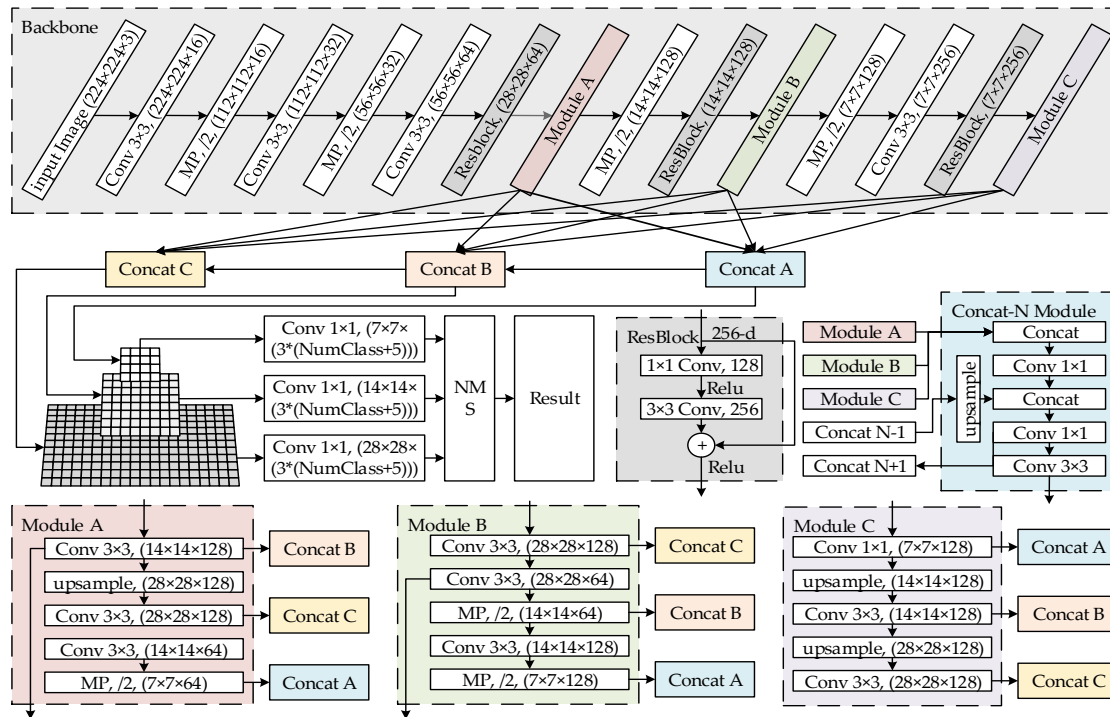 Backbone
input Image (224×224×3)
Conv 3×3, (224×224×16)
MP, /2, (112×112×16)
Conv 3×3, (112×112×32)
MP, /2, (56×56×32)
Conv 3×3, (56×56×64)
Resblock, (28×28×64)
Module A
MP, /2, (14×14×128)
ResBlock, (14×14×128)
Module B
MP, /2, (7×7×128)
Conv 3×3, (7×7×256)
ResBlock, (7×7×256)
Module C
Concat C
Concat B
Concat A
Conv 1×1, (7×7×
(3*(NumClass+5)))
Conv 1×1, (14×14×
(3*(NumClass+5)))
Conv 1×1, (28×28×
(3*(NumClass+5)))
NM
S
Result
ResBlock
256-d
1×1 Conv, 128
Relu
3×3 Conv, 256
+
Relu
Module A
Module B
Module C
Concat N-1
Concat N+1
Concat-N Module
upsample
Concat
Conv 1×1
Concat
Conv 1×1
Conv 3×3
Module A
Conv 3×3, (14×14×128)
upsample, (28×28×128)
Conv 3×3, (28×28×128)
Conv 3×3, (14×14×64)
MP, /2, (7×7×64)
Concat B
Concat C
Concat A
Module B
Conv 3×3, (28×28×128)
Conv 3×3, (28×28×64)
MP, /2, (14×14×64)
Conv 3×3, (14×14×128)
MP, /2, (7×7×128)
Concat C
Concat B
Concat A
Module C
Conv 1×1, (7×7×128)
upsample, (14×14×128)
Conv 3×3, (14×14×128)
upsample, (28×28×128)
Conv 3×3, (28×28×128)
Concat A
Concat B
Concat C